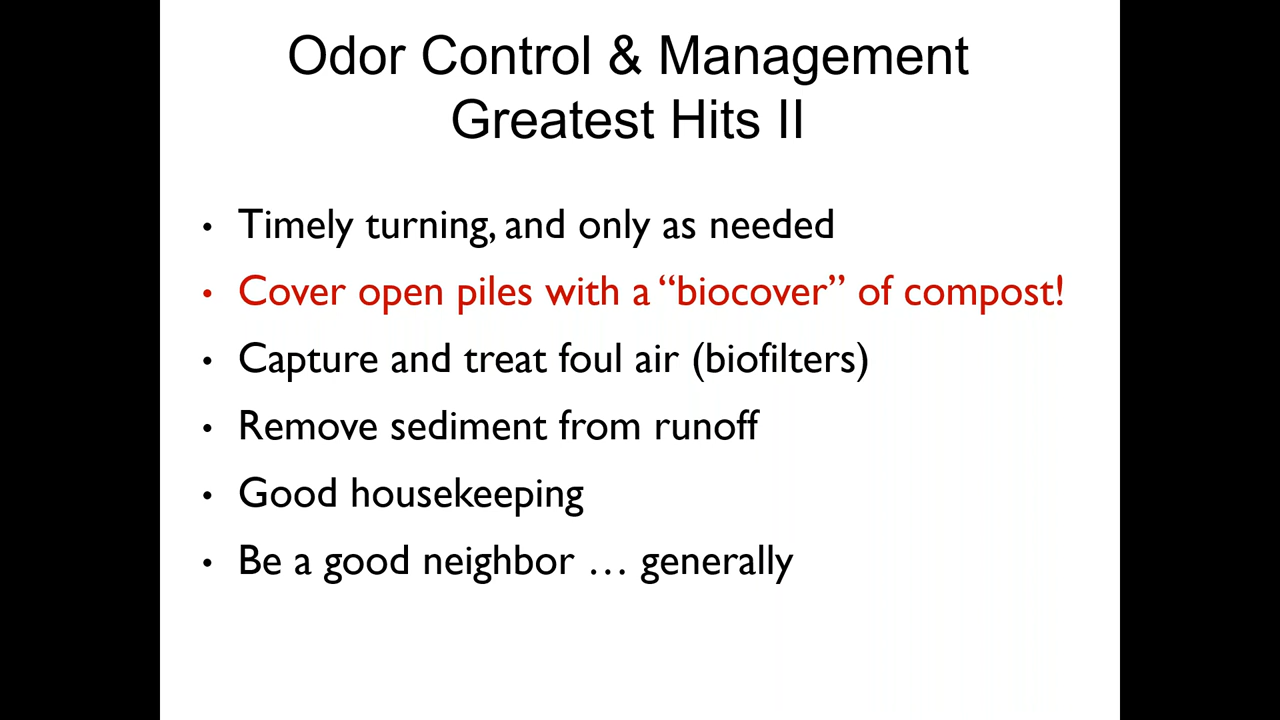 Odor Control & Management
Greatest Hits II
• Timely turning, and only as needed
• Cover open piles with a “biocover” of compost!
• Capture and treat foul air (biofilters)
• Remove sediment from runoff
• Good housekeeping
• Be a good neighbor … generally